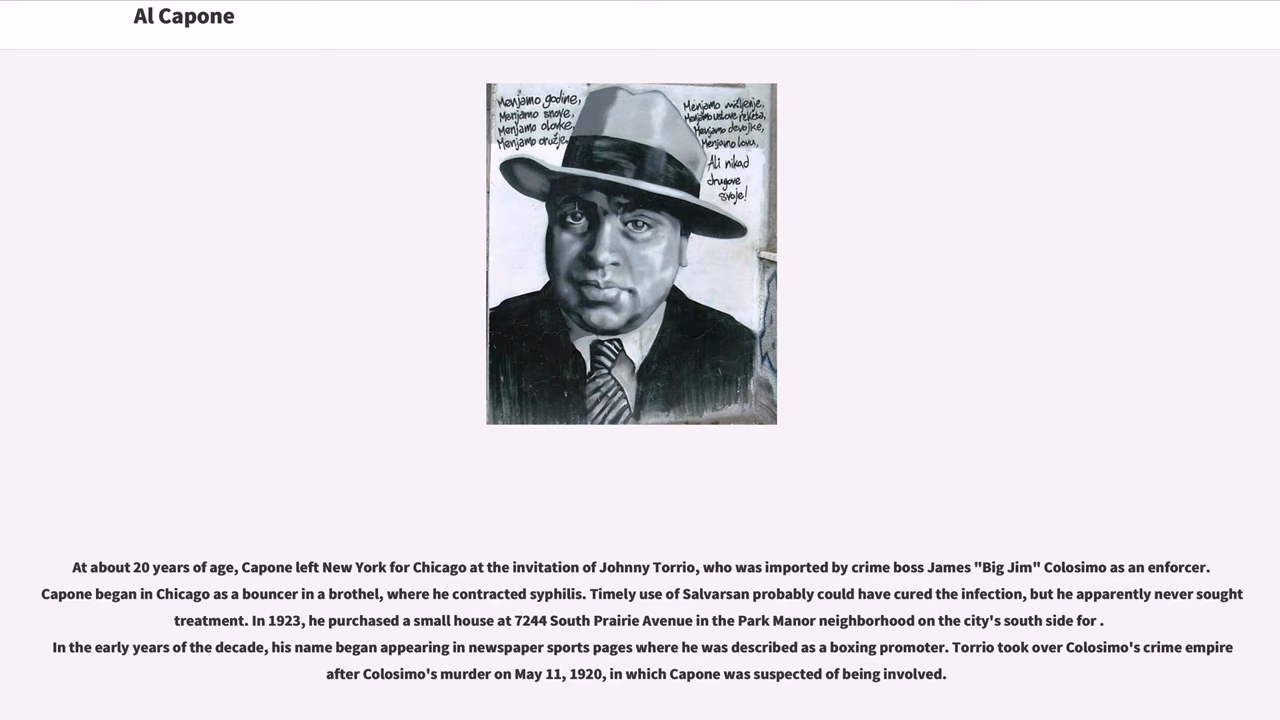 Al Capone
Menjamo godine,
Menjamo snove,
Menjamo olovke,
Menjamo oružje,
Menjamo mišljenje,
Menjamo uslove reketa,
Menjamo devojke,
Menjamo lovu,
Ali nikad
drugove
svoje!
At about 20 years of age, Capone left New York for Chicago at the invitation of Johnny Torrio, who was imported by crime boss James "Big Jim" Colosimo as an enforcer.
Capone began in Chicago as a bouncer in a brothel, where he contracted syphilis. Timely use of Salvarsan probably could have cured the infection, but he apparently never sought
treatment. In 1923, he purchased a small house at 7244 South Prairie Avenue in the Park Manor neighborhood on the city's south side for .
In the early years of the decade, his name began appearing in newspaper sports pages where he was described as a boxing promoter. Torrio took over Colosimo's crime empire
after Colosimo's murder on May 11, 1920, in which Capone was suspected of being involved.